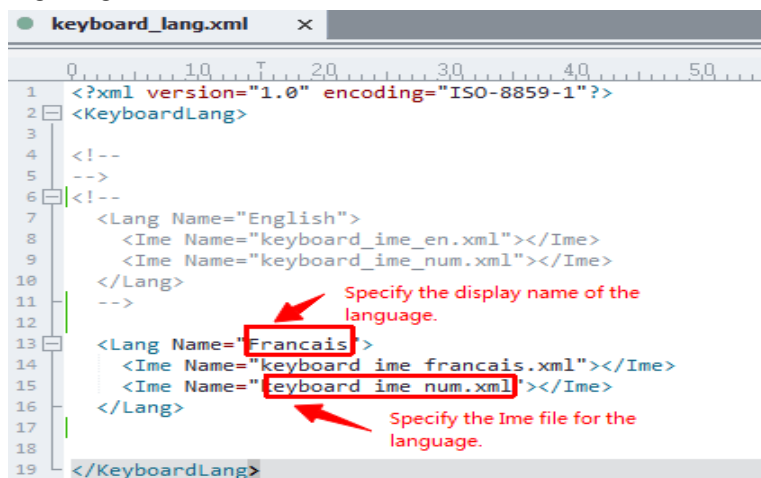 keyboard_lang.xml ×
0 10 20 30 40 50
1 <?xml version="1.0" encoding="ISO-8859-1"?>
2 <KeyboardLang>
3
4 <!--
5 -->
6 <!--
7 <Lang Name="English">
8 <Ime Name="keyboard_ime_en.xml"></Ime>
9 <Ime Name="keyboard_ime_num.xml"></Ime>
10 </Lang>
11 -->
Specify the display name of the
language.
12
13 <Lang Name="Francais">
14 <Ime Name="keyboard_ime_francais.xml"></Ime>
15 <Ime Name="keyboard_ime_num.xml"></Ime>
16 </Lang>
Specify the Ime file for the
language.
17
18
19 </KeyboardLang>